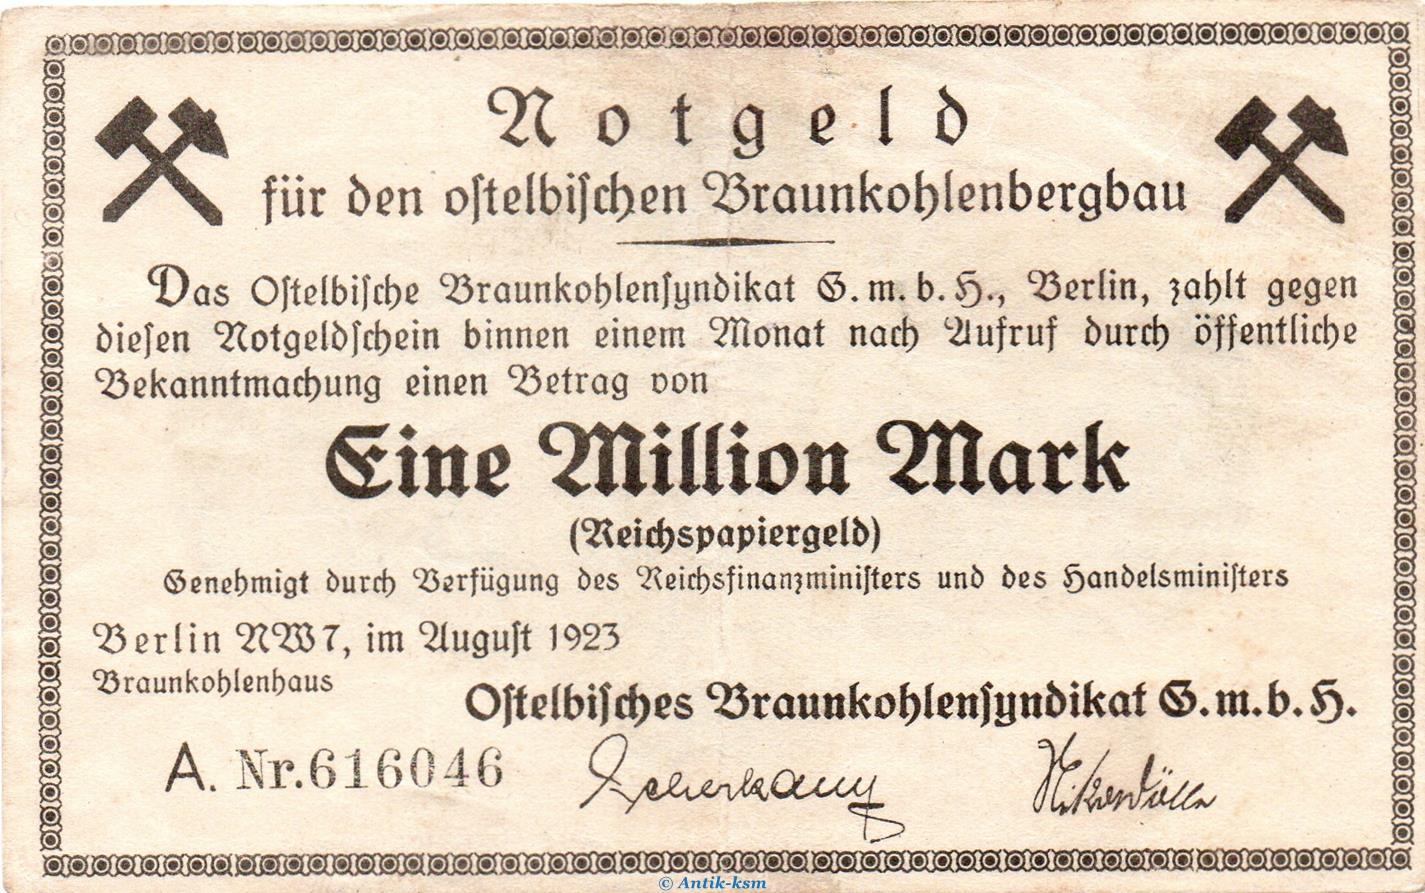 Notgeld
für den ostelbischen Braunkohlenbergbau
Das Ostelbische Braunkohlensyndikat G. m. b. H., Berlin, zahlt gegen
diesen Notgeldschein binnen einem Monat nach Aufruf durch öffentliche
Bekanntmachung einen Betrag von
Eine Million Mark
(Reichspapiergeld)
Genehmigt durch Verfügung des Reichsfinanzministers und des Handelsministers
Berlin NW7, im August 1923
Braunkohlenhaus
Ostelbisches Braunkohlensyndikat G. m. b. H.
A. Nr. 616046
© Antik-ksm